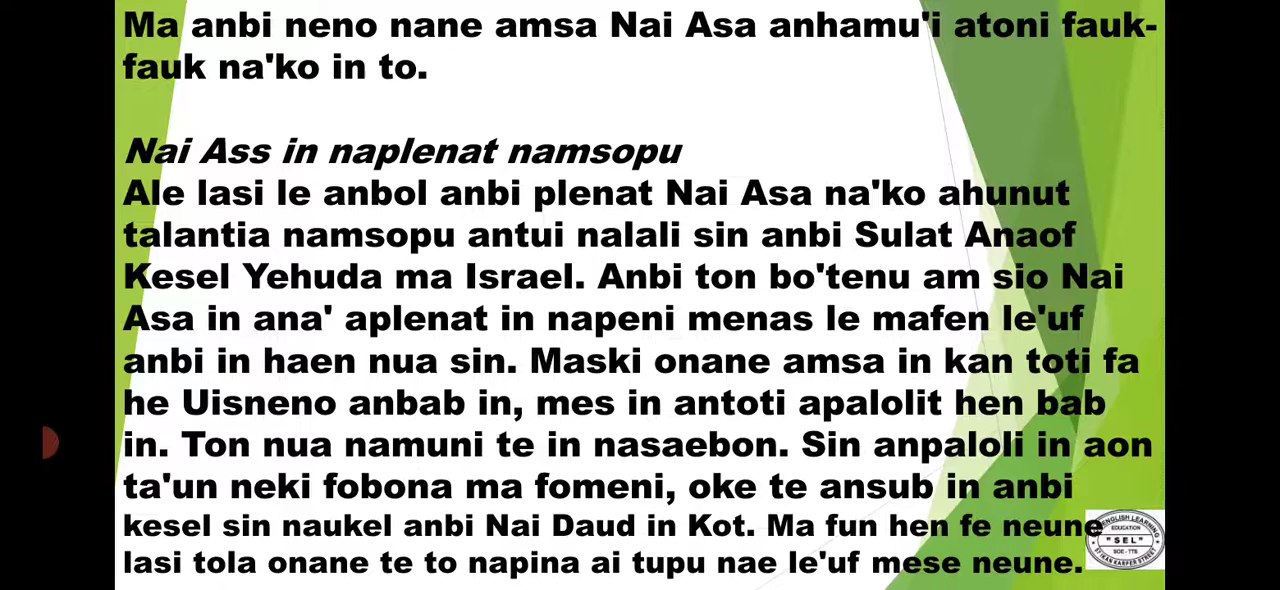 Ma anbi neno nane amsa Nai Asa anhamu'i atoni fauk-
fauk na'ko in to.
Nai Ass in naplenat namsopu
Ale lasi le anbol anbi plenat Nai Asa na'ko ahunut
talantia namsopu antui nalali sin anbi Sulat Anaof
Kesel Yehuda ma Israel. Anbi ton bo'tenu am sio Nai
Asa in ana' aplenat in napeni menas le mafen le'uf
anbi in haen nua sin. Maski onane amsa in kan toti fa
he Uisneno anbab in, mes in antoti apalolit hen bab
in. Ton nua namuni te in nasaebon. Sin anpaloli in aon
ta'un neki fobona ma fomeni, oke te ansub in anbi
kesel sin naukel anbi Nai Daud in Kot. Ma fun hen fe neune
lasi tola onane te to napina ai tupu nae le'uf mese neune.
ENGLISH LEARNING
EDUCATION
"SEL"
SOE - TTS